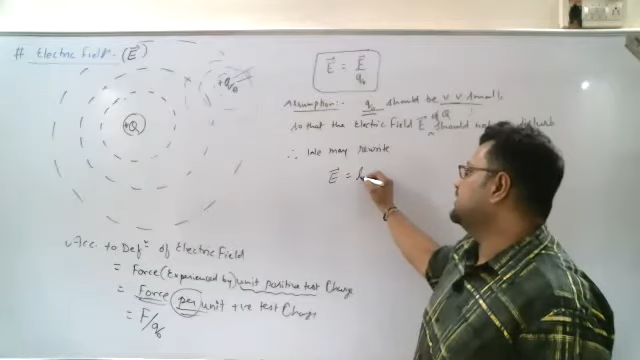 # Electric Field - (E⃗)
+q₀
+Q
Acc. to Defⁿ of Electric Field
= Force (Experienced by) unit positive test Charge
= Force per unit +ve test Charge
= F/q₀
E⃗ = F⃗/q₀
Assumption:- q₀ should be v v small,
so that the Electric Field E⃗ of Q should not disturb
∴ We may rewrite
E⃗ =